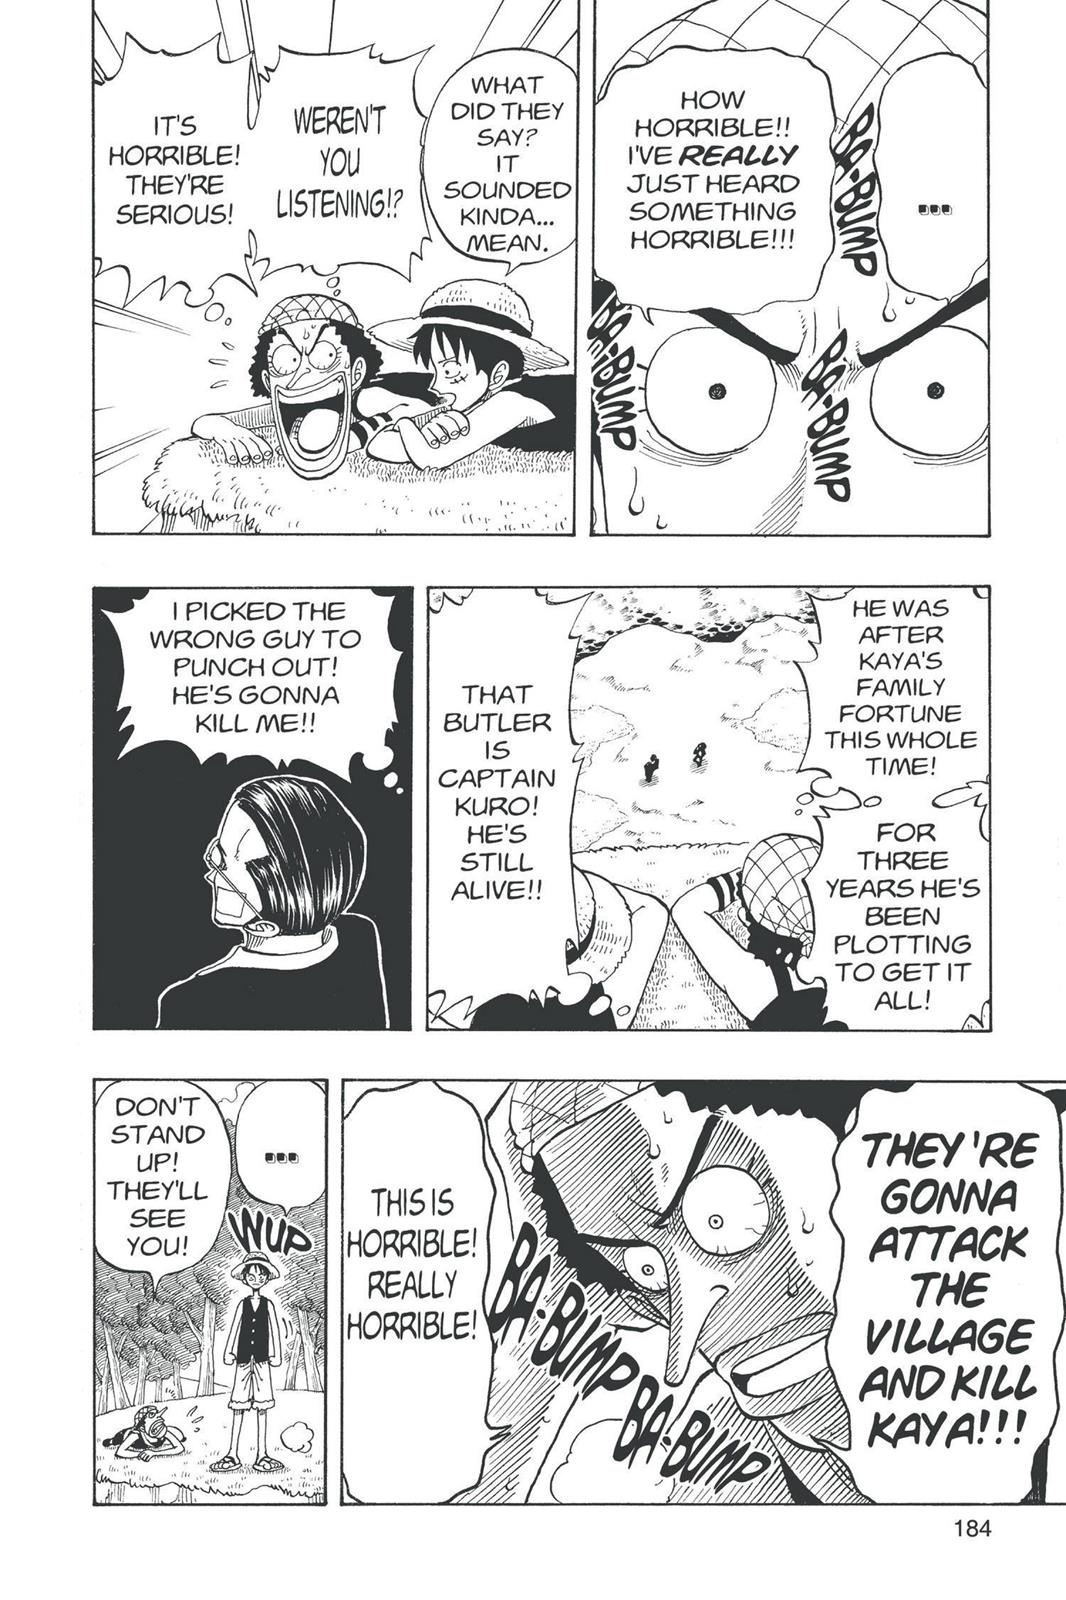 HOW
HORRIBLE!!
I'VE REALLY
JUST HEARD
SOMETHING
HORRIBLE!!!
...
BA-BUMP
BA-BUMP
BA-BUMP
WHAT
DID THEY
SAY?
IT
SOUNDED
KINDA...
MEAN.
WEREN'T
YOU
LISTENING!?
IT'S
HORRIBLE!
THEY'RE
SERIOUS!
HE WAS
AFTER
KAYA'S
FAMILY
FORTUNE
THIS WHOLE
TIME!
FOR
THREE
YEARS HE'S
BEEN
PLOTTING
TO GET IT
ALL!
THAT
BUTLER
IS
CAPTAIN
KURO!
HE'S
STILL
ALIVE!!
I PICKED THE
WRONG GUY TO
PUNCH OUT!
HE'S GONNA
KILL ME!!
THEY'RE
GONNA
ATTACK
THE
VILLAGE
AND KILL
KAYA!!!
BA-BUMP
BA-BUMP
THIS IS
HORRIBLE!
REALLY
HORRIBLE!
...
WUP
DON'T
STAND
UP!
THEY'LL
SEE
YOU!
184